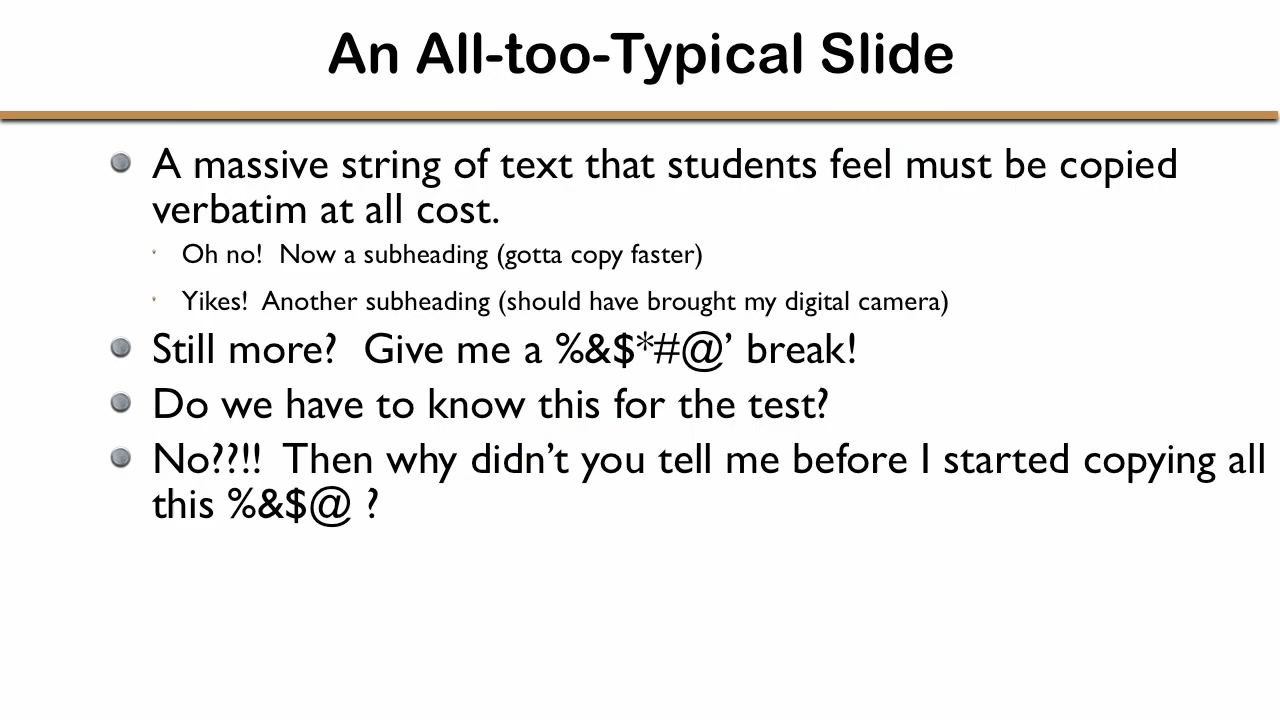 An All-too-Typical Slide
A massive string of text that students feel must be copied
verbatim at all cost.
Oh no!  Now a subheading (gotta copy faster)
Yikes!  Another subheading (should have brought my digital camera)
Still more?  Give me a %&$*#@’ break!
Do we have to know this for the test?
No??!!  Then why didn’t you tell me before I started copying all
this %&$@ ?